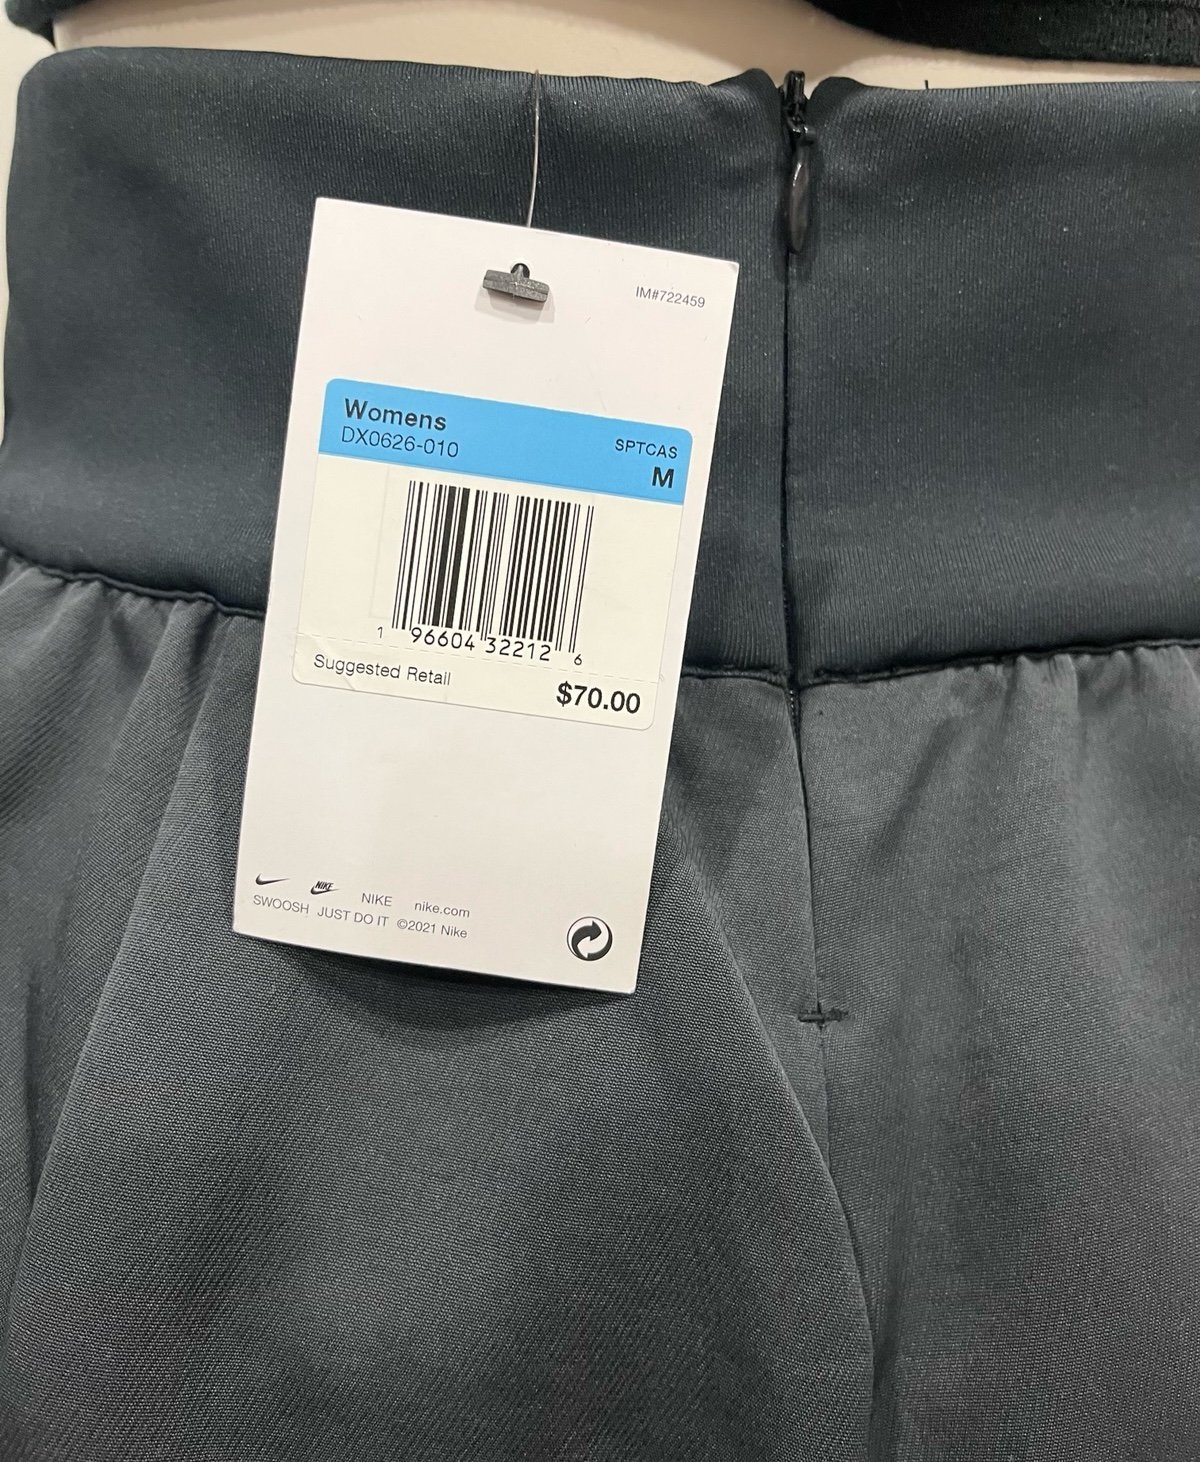 IM#722459
Womens
DX0626-010
SPTCAS
M
1 96604 32212 6
Suggested Retail
$70.00
NIKE NIKE nike.com
SWOOSH JUST DO IT ©2021 Nike